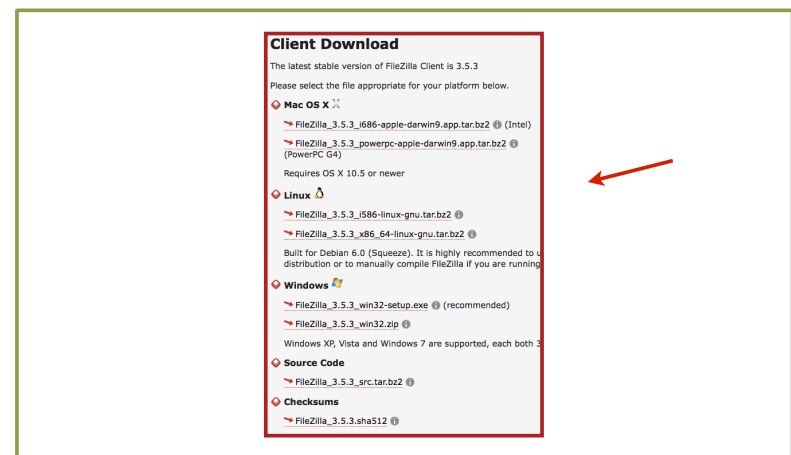 Client Download
The latest stable version of FileZilla Client is 3.5.3
Please select the file appropriate for your platform below.
Mac OS X
FileZilla_3.5.3_i686-apple-darwin9.app.tar.bz2 (Intel)
FileZilla_3.5.3_powerpc-apple-darwin9.app.tar.bz2
(PowerPC G4)
Requires OS X 10.5 or newer
Linux
FileZilla_3.5.3_i586-linux-gnu.tar.bz2
FileZilla_3.5.3_x86_64-linux-gnu.tar.bz2
Built for Debian 6.0 (Squeeze). It is highly recommended to u
distribution or to manually compile FileZilla if you are running
Windows
FileZilla_3.5.3_win32-setup.exe (recommended)
FileZilla_3.5.3_win32.zip
Windows XP, Vista and Windows 7 are supported, each both 3
Source Code
FileZilla_3.5.3_src.tar.bz2
Checksums
FileZilla_3.5.3.sha512